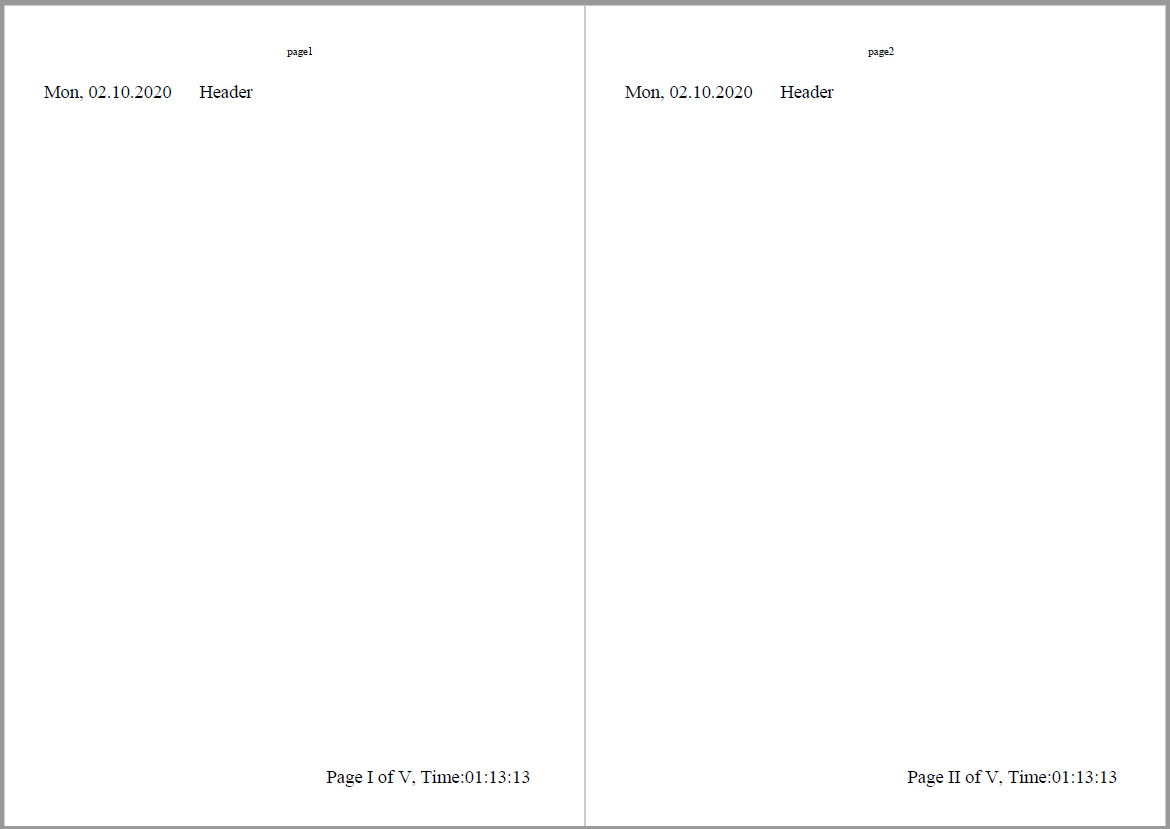 page1
Mon, 02.10.2020 Header
Page I of V, Time:01:13:13
page2
Mon, 02.10.2020 Header
Page II of V, Time:01:13:13